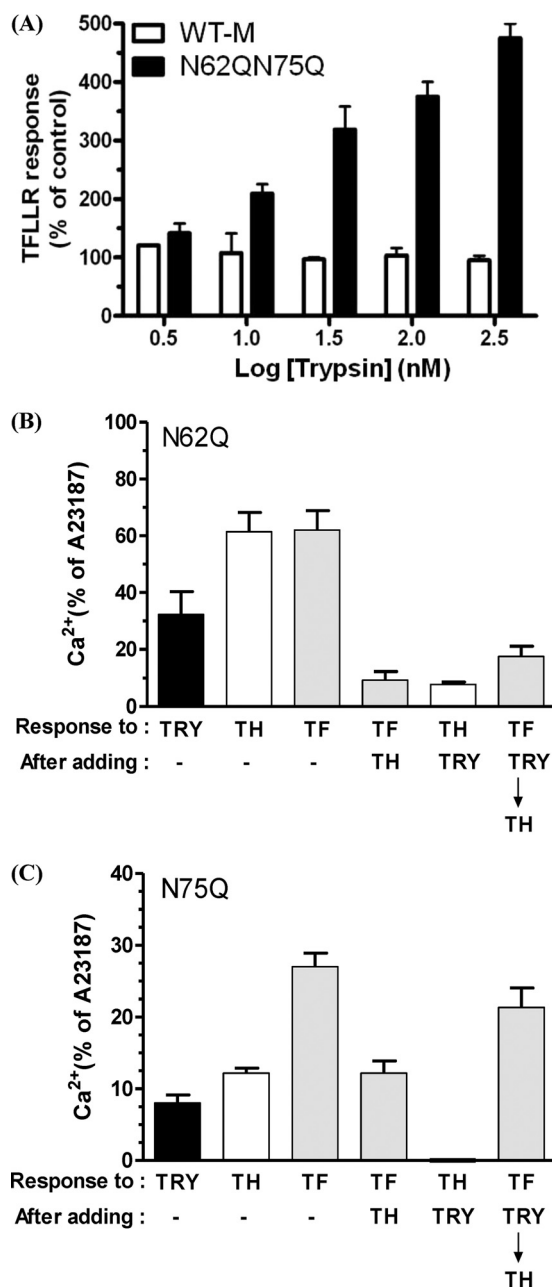 (A)
WT-M
N62QN75Q
TFLLR response
(% of control)
500
400
300
200
100
0
0.5 1.0 1.5 2.0 2.5
Log [Trypsin] (nM)
(B)
N62Q
Ca²⁺(% of A23187)
100
80
60
40
20
0
Response to : TRY TH TF TF TH TF
After adding : - - - TH TRY TRY
↓
TH
(C)
N75Q
Ca²⁺(% of A23187)
40
30
20
10
0
Response to : TRY TH TF TF TH TF
After adding : - - - TH TRY TRY
↓
TH